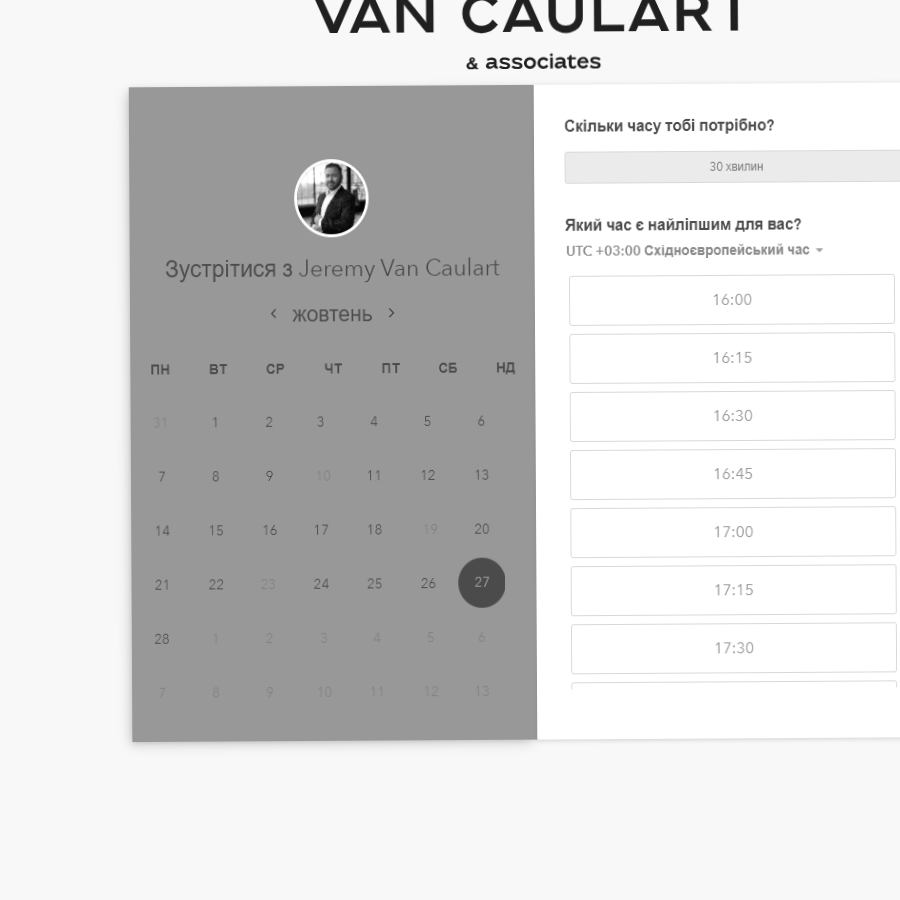 VAN CAULART
& associates
Зустрітися з Jeremy Van Caulart
‹ жовтень ›
ПН ВТ СР ЧТ ПТ СБ НД
31 1 2 3 4 5 6
7 8 9 10 11 12 13
14 15 16 17 18 19 20
21 22 23 24 25 26 27
28 1 2 3 4 5 6
7 8 9 10 11 12 13
Скільки часу тобі потрібно?
30 хвилин
Який час є найліпшим для вас?
UTC +03:00 Східноєвропейський час
16:00
16:15
16:30
16:45
17:00
17:15
17:30